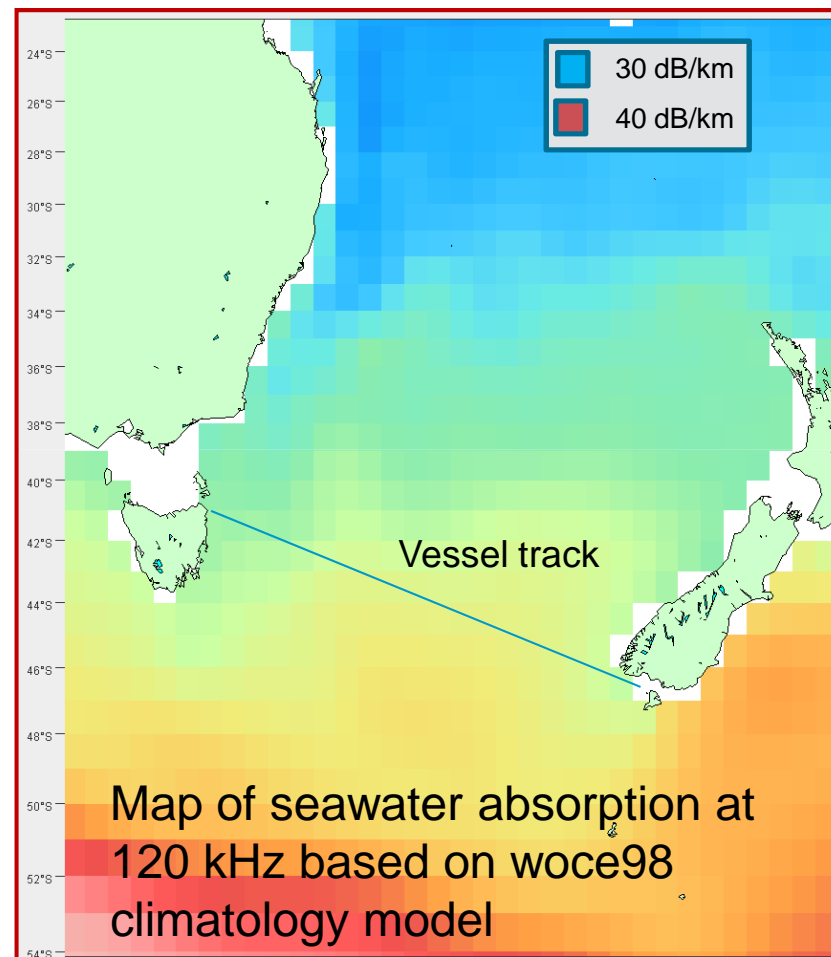 24°S
30 dB/km
26°S
40 dB/km
28°S
30°S
32°S
34°S
36°S
38°S
40°S
42°S
Vessel track
44°S
46°S
48°S
50°S
Map of seawater absorption at
120 kHz based on woce98
52°S
climatology model
54°S